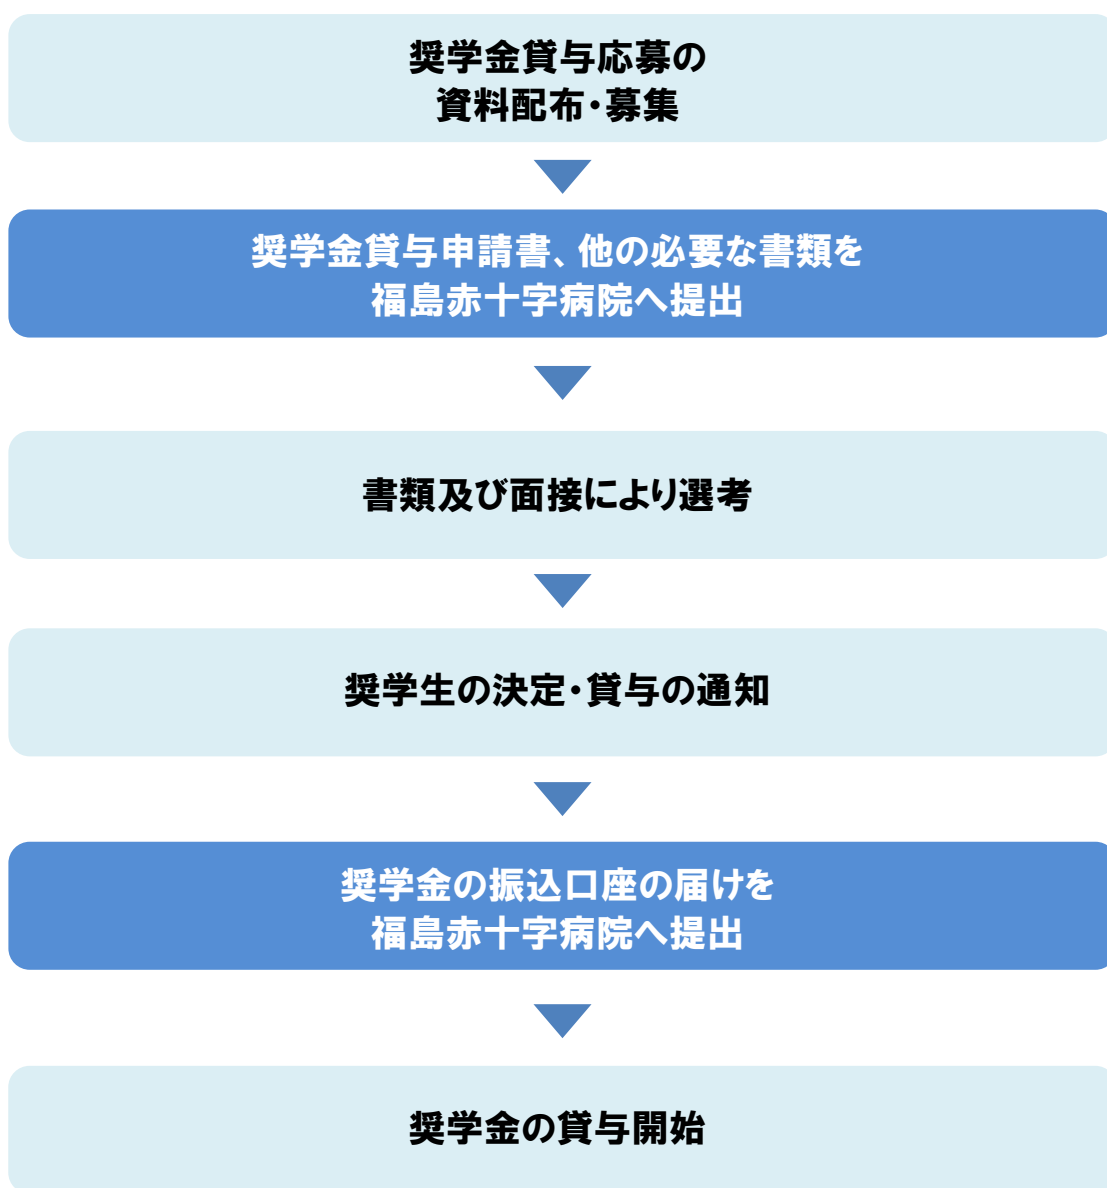 奨学金貸与応募の
資料配布・募集
奨学金貸与申請書、他の必要な書類を
福島赤十字病院へ提出
書類及び面接により選考
奨学生の決定・貸与の通知
奨学金の振込口座の届けを
福島赤十字病院へ提出
奨学金の貸与開始